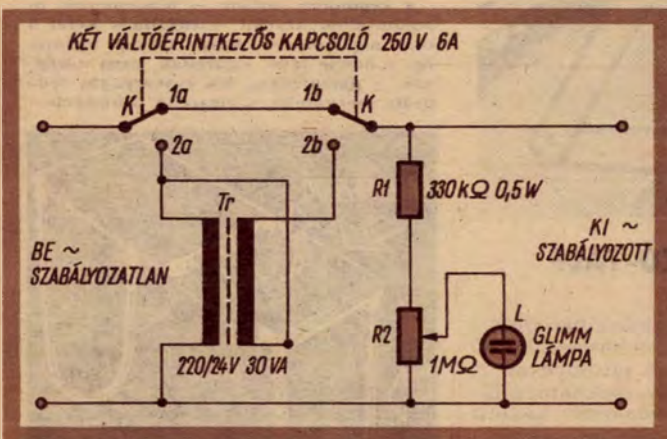 KÉT VÁLTÓÉRINTKEZŐS KAPCSOLÓ 250 V 6A
K
1a
1b
K
2a
2b
Tr
R1
330 kΩ 0,5 W
BE ~
SZABÁLYOZATLAN
KI ~
SZABÁLYOZOTT
R2
1MΩ
L
GLIMM
LÁMPA
220/24V 30 VA